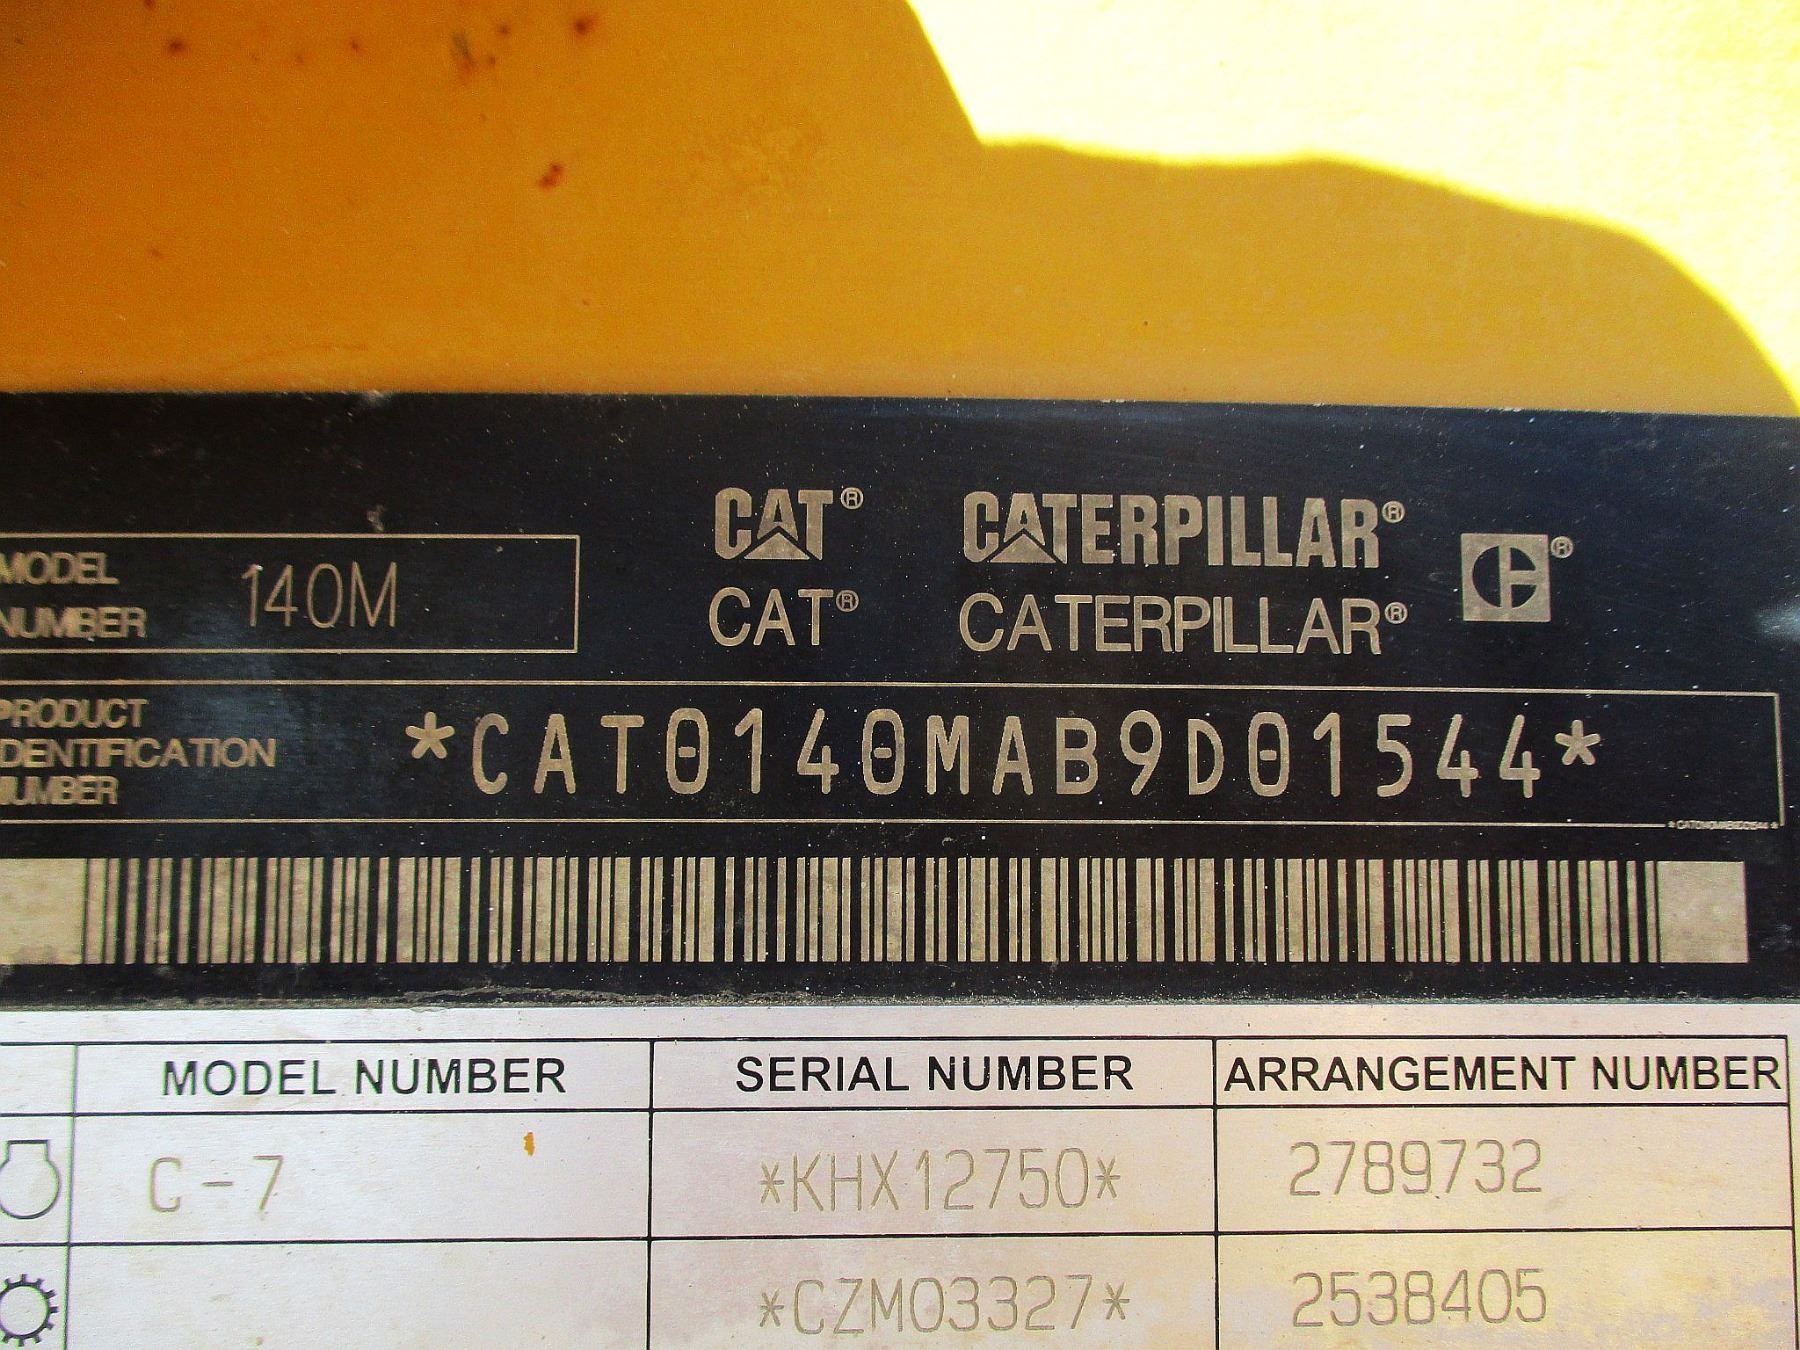 CAT® CATERPILLAR®
MODEL
NUMBER 140M
CAT® CATERPILLAR®
PRODUCT
IDENTIFICATION
NUMBER
*CAT0140MAB9D01544*
*CAT0140MAB9D01544*
MODEL NUMBER SERIAL NUMBER ARRANGEMENT NUMBER
C-7 *KHX12750* 2789732
*CZM03327* 2538405